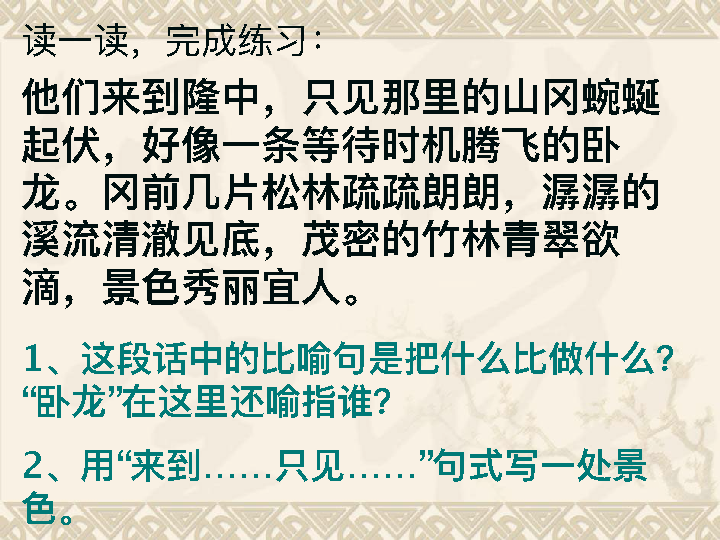 读一读，完成练习：
他们来到隆中，只见那里的山冈蜿蜒
起伏，好像一条等待时机腾飞的卧
龙。冈前几片松林疏疏朗朗，潺潺的
溪流清澈见底，茂密的竹林青翠欲
滴，景色秀丽宜人。
1、这段话中的比喻句是把什么比做什么？
“卧龙”在这里还喻指谁？
2、用“来到……只见……”句式写一处景
色。